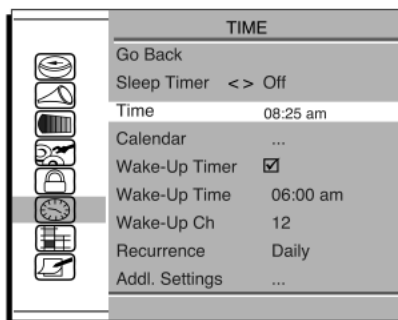 TIME
Go Back
Sleep Timer <> Off
Time 08:25 am
Calendar ...
Wake-Up Timer ☑
Wake-Up Time 06:00 am
Wake-Up Ch 12
Recurrence Daily
Addl. Settings ...